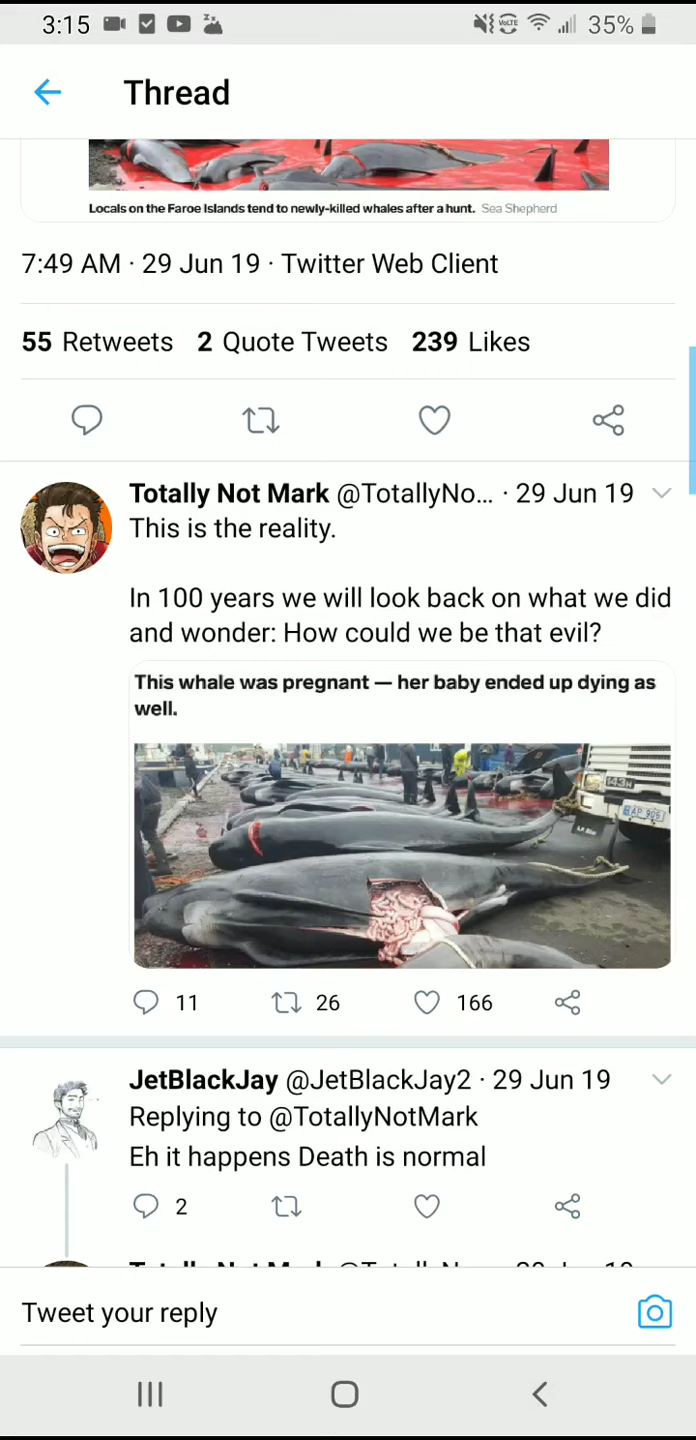 3:15
VoLTE
35%
Thread
Locals on the Faroe Islands tend to newly-killed whales after a hunt. Sea Shepherd
7:49 AM · 29 Jun 19 · Twitter Web Client
55 Retweets 2 Quote Tweets 239 Likes
Totally Not Mark @TotallyNo... · 29 Jun 19
This is the reality.
In 100 years we will look back on what we did
and wonder: How could we be that evil?
This whale was pregnant — her baby ended up dying as
well.
11 26 166
JetBlackJay @JetBlackJay2 · 29 Jun 19
Replying to @TotallyNotMark
Eh it happens Death is normal
2
Tweet your reply